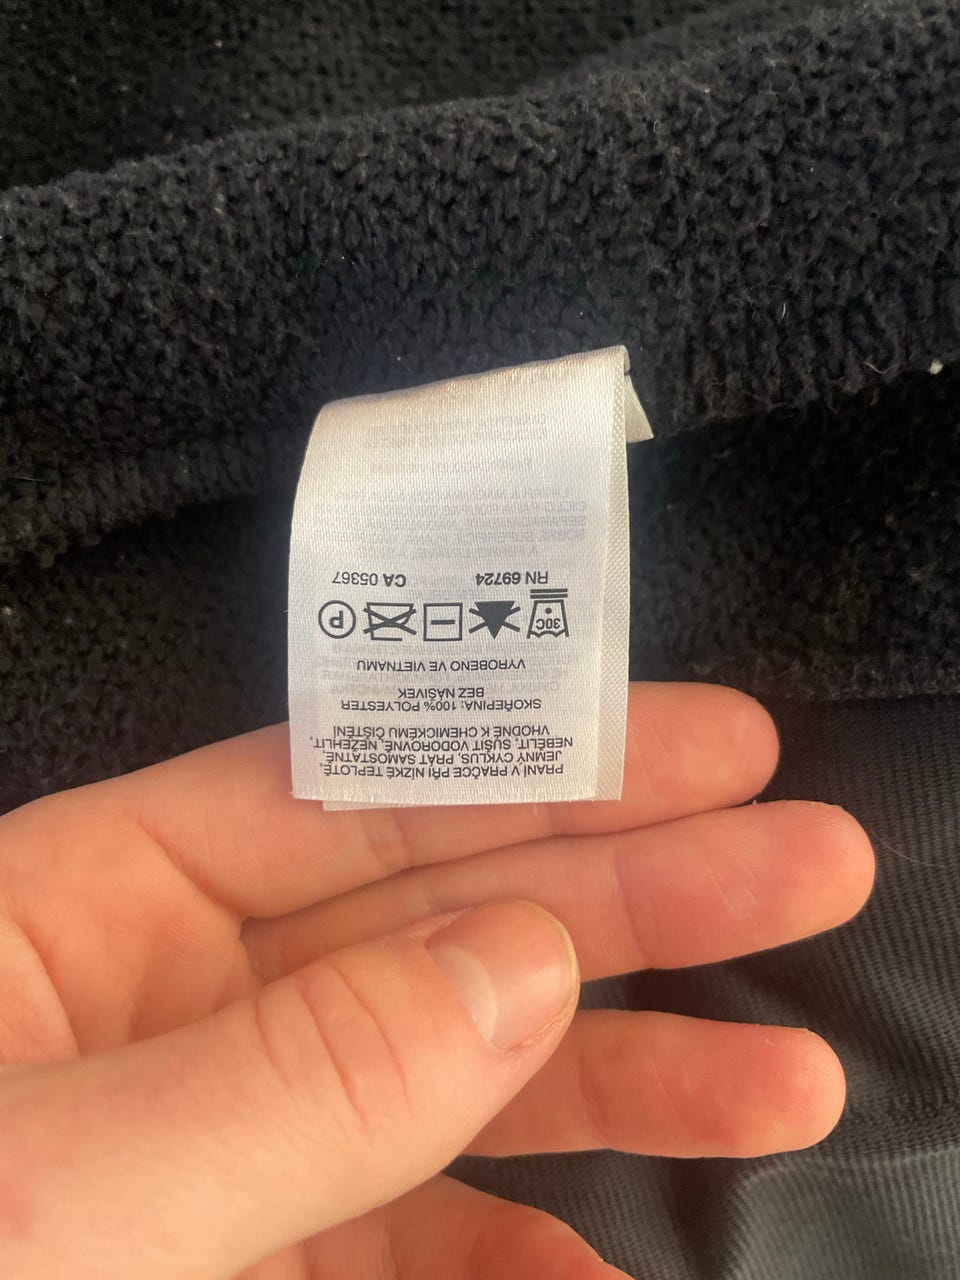 PRANÍ V PRAČCE PŘI NÍZKÉ TEPLOTĚ,
JEMNÝ CYKLUS, PRÁT SAMOSTATNĚ,
NEBĚLIT, SUŠIT VODOROVNĚ, NEŽEHLIT,
VHODNÉ K CHEMICKÉMU ČIŠTĚNÍ
SKOŘEPINA: 100% POLYESTER
BEZ NÁŠIVEK
VYROBENO VE VIETNAMU
30C P
RN 69724 CA 05367